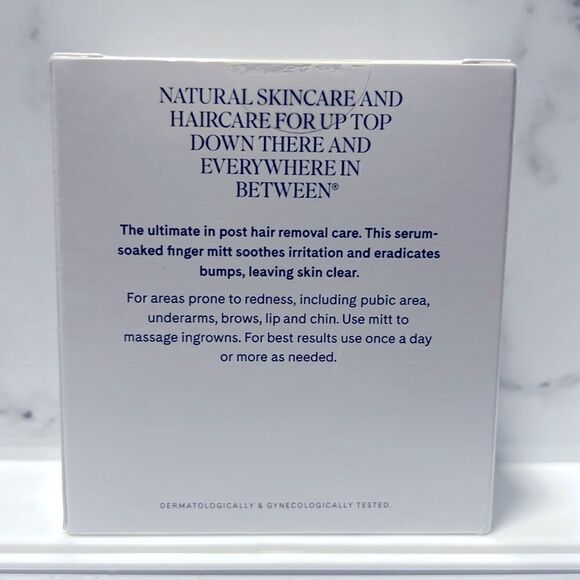 NATURAL SKINCARE AND
HAIRCARE FOR UP TOP
DOWN THERE AND
EVERYWHERE IN
BETWEEN®
The ultimate in post hair removal care. This serum-
soaked finger mitt soothes irritation and eradicates
bumps, leaving skin clear.
For areas prone to redness, including pubic area,
underarms, brows, lip and chin. Use mitt to
massage ingrowns. For best results use once a day
or more as needed.
DERMATOLOGICALLY & GYNECOLOGICALLY TESTED.